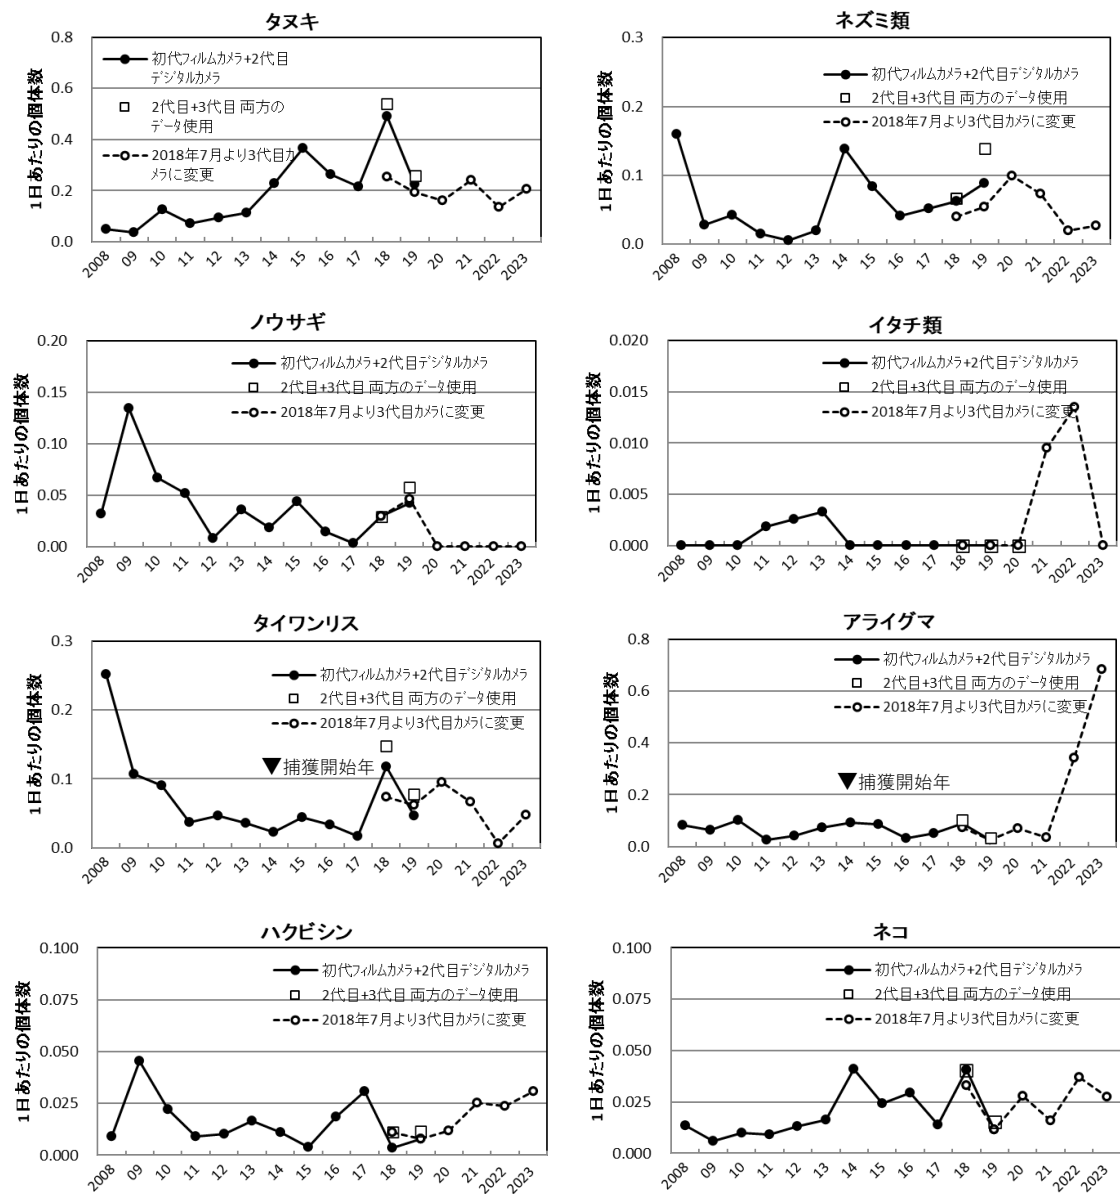 タヌキ
1日あたりの個体数
0.8
0.6
0.4
0.2
0.0
初代フィルムカメラ+2代目
デジタルカメラ
2代目+3代目 両方の
データ使用
2018年7月より3代目カ
メラに変更
2008 09 10 11 12 13 14 15 16 17 18 19 20 21 2022 2023
ネズミ類
1日あたりの個体数
0.3
0.2
0.1
0.0
初代フィルムカメラ+2代目デジタルカメラ
2代目+3代目 両方のデータ使用
2018年7月より3代目カメラに変更
2008 09 10 11 12 13 14 15 16 17 18 19 20 21 2022 2023
ノウサギ
1日あたりの個体数
0.20
0.15
0.10
0.05
0.00
初代フィルムカメラ+2代目デジタルカメラ
2代目+3代目 両方のデータ使用
2018年7月より3代目カメラに変更
2008 09 10 11 12 13 14 15 16 17 18 19 20 21 2022 2023
イタチ類
1日あたりの個体数
0.020
0.015
0.010
0.005
0.000
初代フィルムカメラ+2代目デジタルカメラ
2代目+3代目 両方のデータ使用
2018年7月より3代目カメラに変更
2008 09 10 11 12 13 14 15 16 17 18 19 20 21 2022 2023
タイワンリス
1日あたりの個体数
0.3
0.2
0.1
0.0
初代フィルムカメラ+2代目デジタルカメラ
2代目+3代目 両方のデータ使用
2018年7月より3代目カメラに変更
▼捕獲開始年
2008 09 10 11 12 13 14 15 16 17 18 19 20 21 2022 2023
アライグマ
1日あたりの個体数
0.8
0.6
0.4
0.2
0.0
初代フィルムカメラ+2代目デジタルカメラ
2代目+3代目 両方のデータ使用
2018年7月より3代目カメラに変更
▼捕獲開始年
2008 09 10 11 12 13 14 15 16 17 18 19 20 21 2022 2023
ハクビシン
1日あたりの個体数
0.100
0.075
0.050
0.025
0.000
初代フィルムカメラ+2代目デジタルカメラ
2代目+3代目 両方のデータ使用
2018年7月より3代目カメラに変更
2008 09 10 11 12 13 14 15 16 17 18 19 20 21 2022 2023
ネコ
1日あたりの個体数
0.100
0.075
0.050
0.025
0.000
初代フィルムカメラ+2代目デジタルカメラ
2代目+3代目 両方のデータ使用
2018年7月より3代目カメラに変更
2008 09 10 11 12 13 14 15 16 17 18 19 20 21 2022 2023